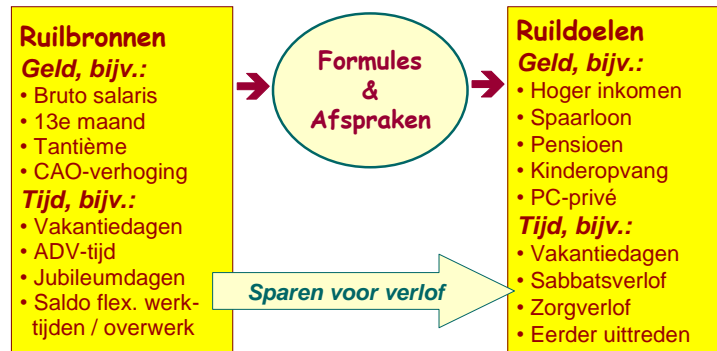 Ruilbronnen
Geld, bijv.:
• Bruto salaris
• 13e maand
• Tantième
• CAO-verhoging
Tijd, bijv.:
• Vakantiedagen
• ADV-tijd
• Jubileumdagen
• Saldo flex. werk-
tijden / overwerk
Formules
&
Afspraken
Sparen voor verlof
Ruildoelen
Geld, bijv.:
• Hoger inkomen
• Spaarloon
• Pensioen
• Kinderopvang
• PC-privé
Tijd, bijv.:
• Vakantiedagen
• Sabbatsverlof
• Zorgverlof
• Eerder uittreden